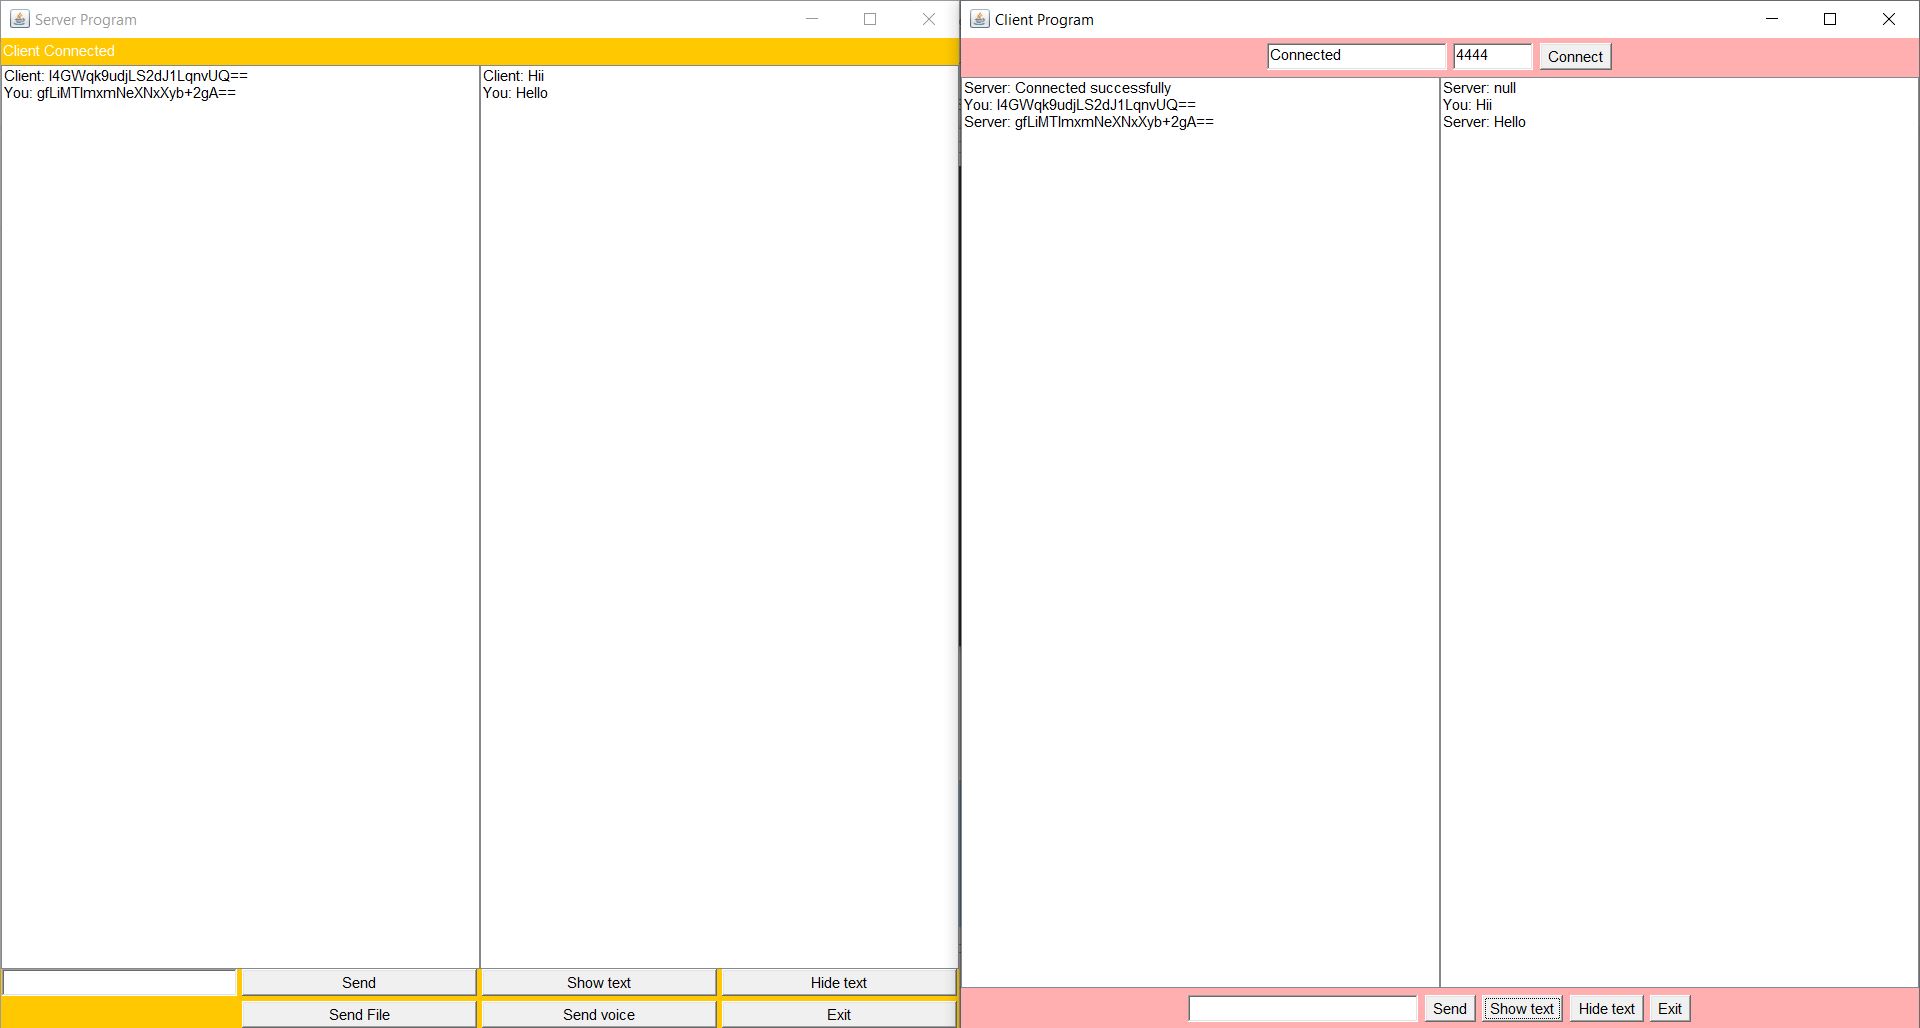 Server Program
Client Connected
Client: I4GWqk9udjLS2dJ1LqnvUQ==
You: gfLiMTlmxmNeXNxXyb+2gA==
Client: Hii
You: Hello
Send
Show text
Hide text
Send File
Send voice
Exit
Client Program
Connected
4444
Connect
Server: Connected successfully
You: I4GWqk9udjLS2dJ1LqnvUQ==
Server: gfLiMTlmxmNeXNxXyb+2gA==
Server: null
You: Hii
Server: Hello
Send
Show text
Hide text
Exit